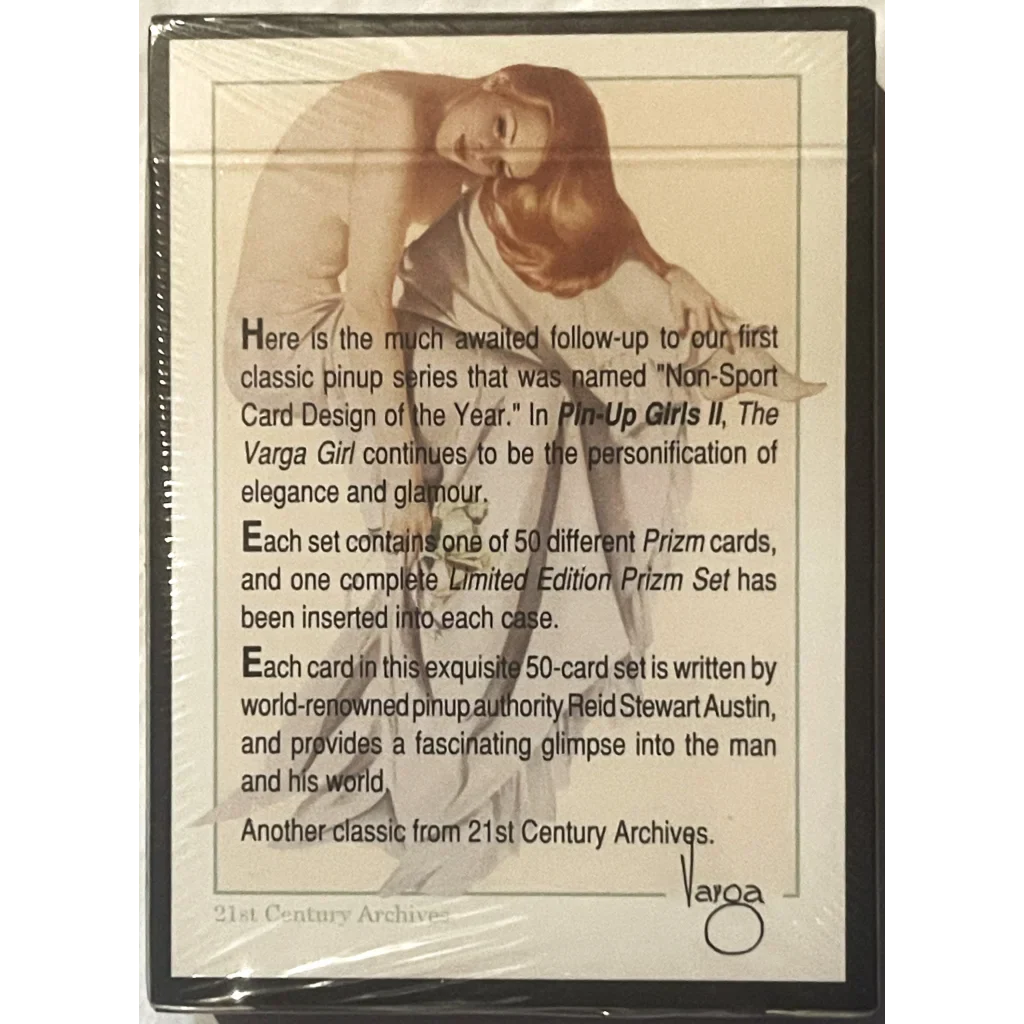 Here is the much awaited follow-up to our first
classic pinup series that was named "Non-Sport
Card Design of the Year." In Pin-Up Girls II, The
Varga Girl continues to be the personification of
elegance and glamour.
Each set contains one of 50 different Prizm cards,
and one complete Limited Edition Prizm Set has
been inserted into each case.
Each card in this exquisite 50-card set is written by
world-renowned pinup authority Reid Stewart Austin,
and provides a fascinating glimpse into the man
and his world.
Another classic from 21st Century Archives.
Varga
21st Century Archives